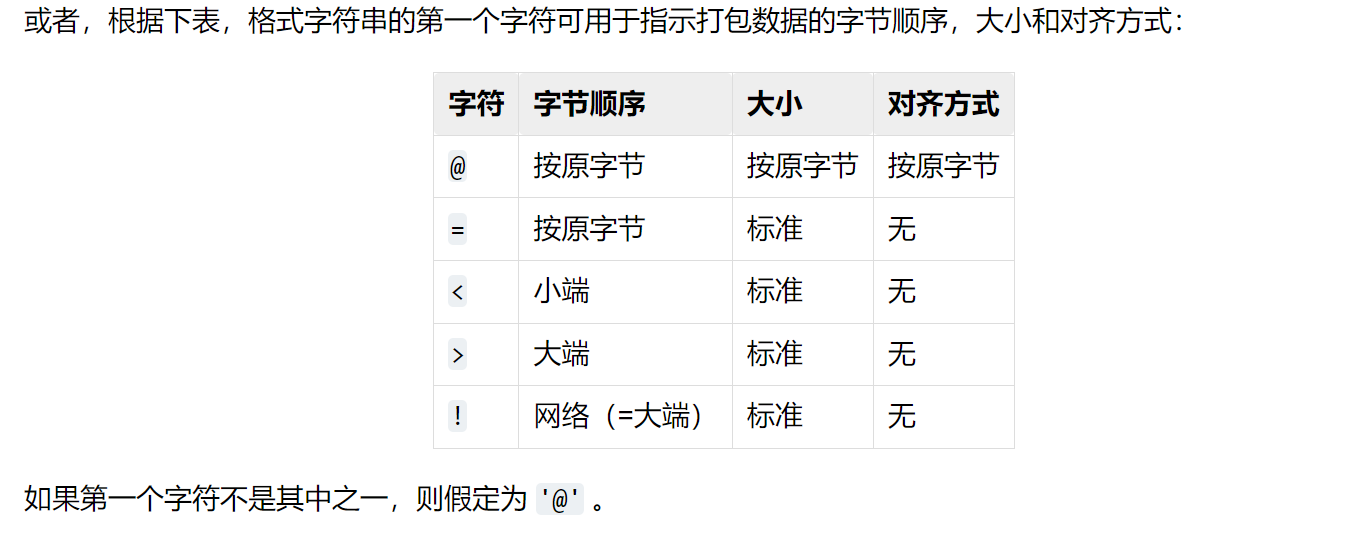 或者，根据下表，格式字符串的第一个字符可用于指示打包数据的字节顺序，大小和对齐方式：
字符 字节顺序 大小 对齐方式
@ 按原字节 按原字节 按原字节
= 按原字节 标准 无
< 小端 标准 无
> 大端 标准 无
! 网络（=大端） 标准 无
如果第一个字符不是其中之一，则假定为 '@' 。